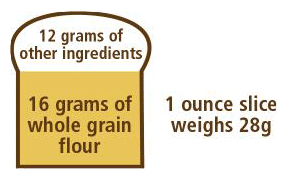 12 grams of
other ingredients
16 grams of
whole grain
flour
1 ounce slice
weighs 28g